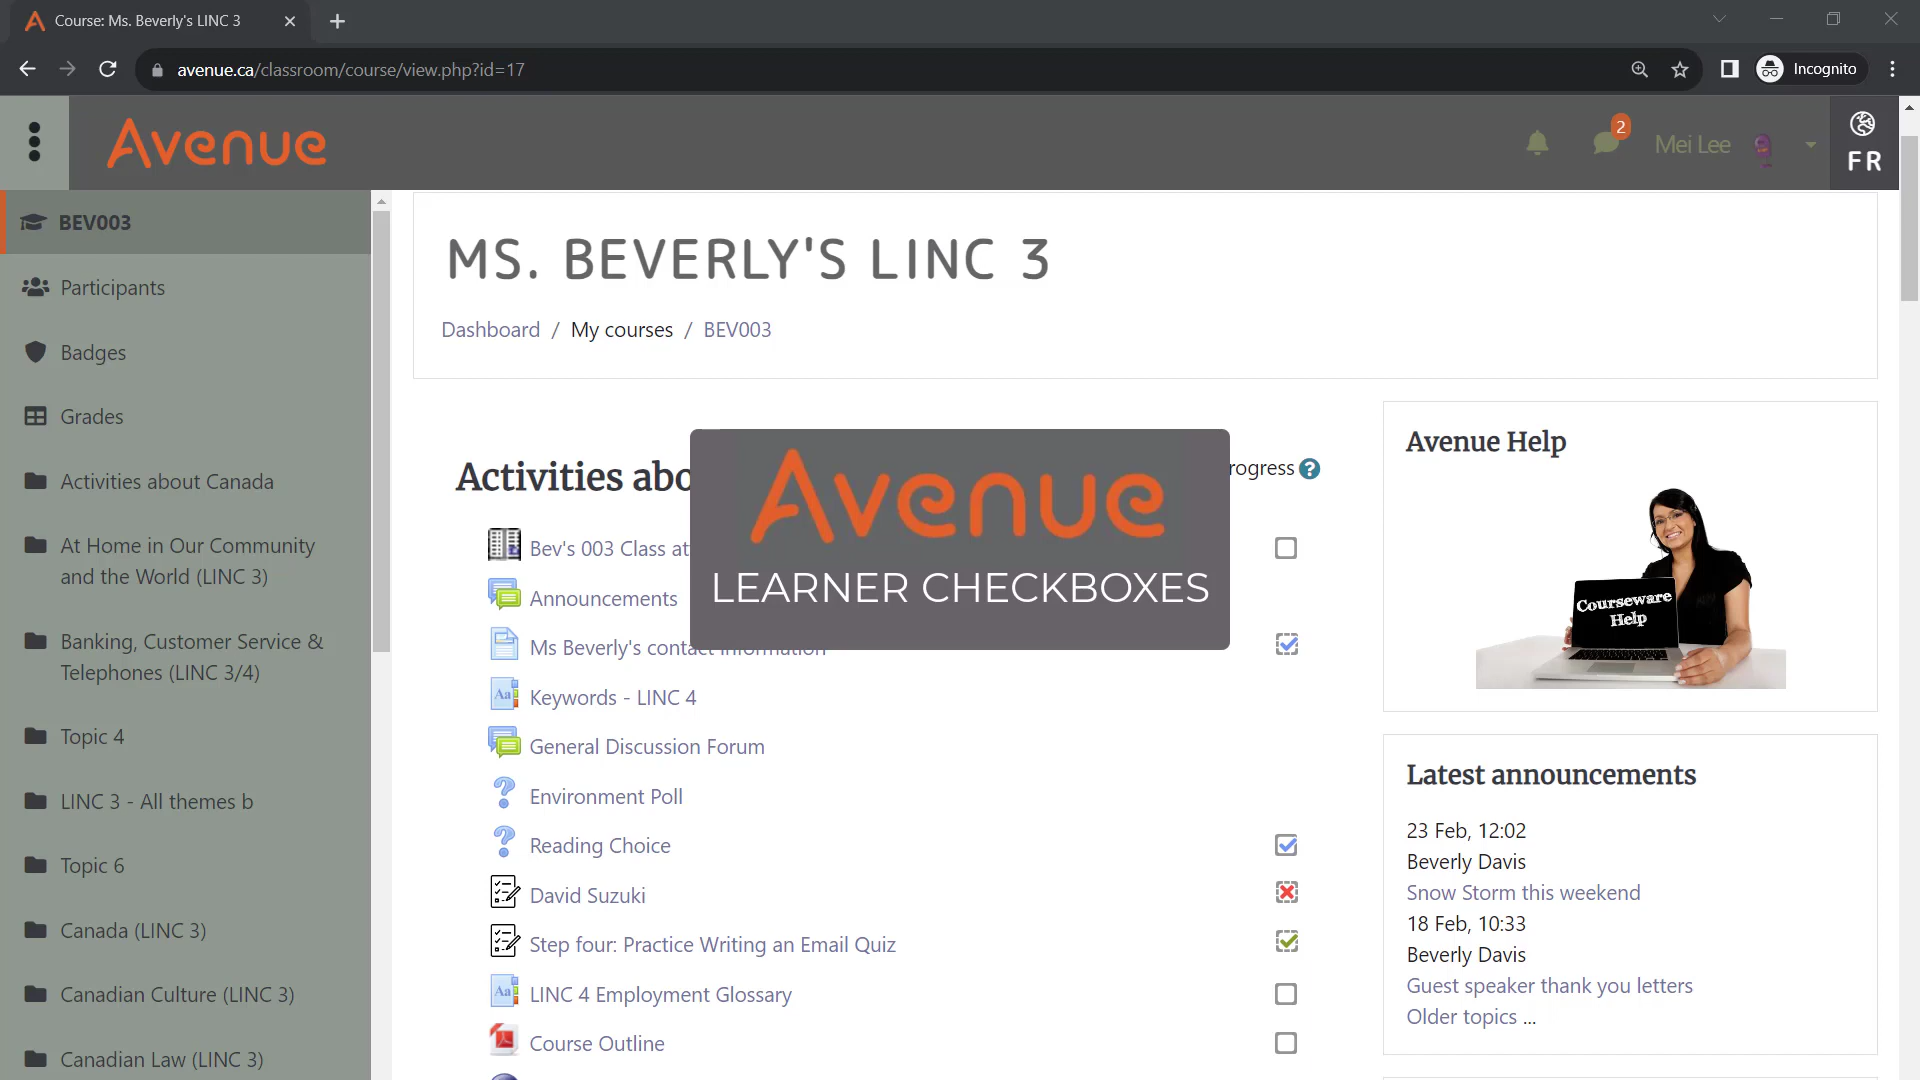 Course: Ms. Beverly's LINC 3
avenue.ca/classroom/course/view.php?id=17
Incognito
Avenue
2
Mei Lee
FR
BEV003
Participants
Badges
Grades
Activities about Canada
At Home in Our Community
and the World (LINC 3)
Banking, Customer Service &
Telephones (LINC 3/4)
Topic 4
LINC 3 - All themes b
Topic 6
Canada (LINC 3)
Canadian Culture (LINC 3)
Canadian Law (LINC 3)
MS. BEVERLY'S LINC 3
Dashboard / My courses / BEV003
Activities abo
rogress ?
Avenue
LEARNER CHECKBOXES
Bev's 003 Class at
Announcements
Ms Beverly's contact information
Aa Keywords - LINC 4
General Discussion Forum
Environment Poll
Reading Choice
David Suzuki
Step four: Practice Writing an Email Quiz
Aa LINC 4 Employment Glossary
Course Outline
Avenue Help
Courseware
Help
Latest announcements
23 Feb, 12:02
Beverly Davis
Snow Storm this weekend
18 Feb, 10:33
Beverly Davis
Guest speaker thank you letters
Older topics ...